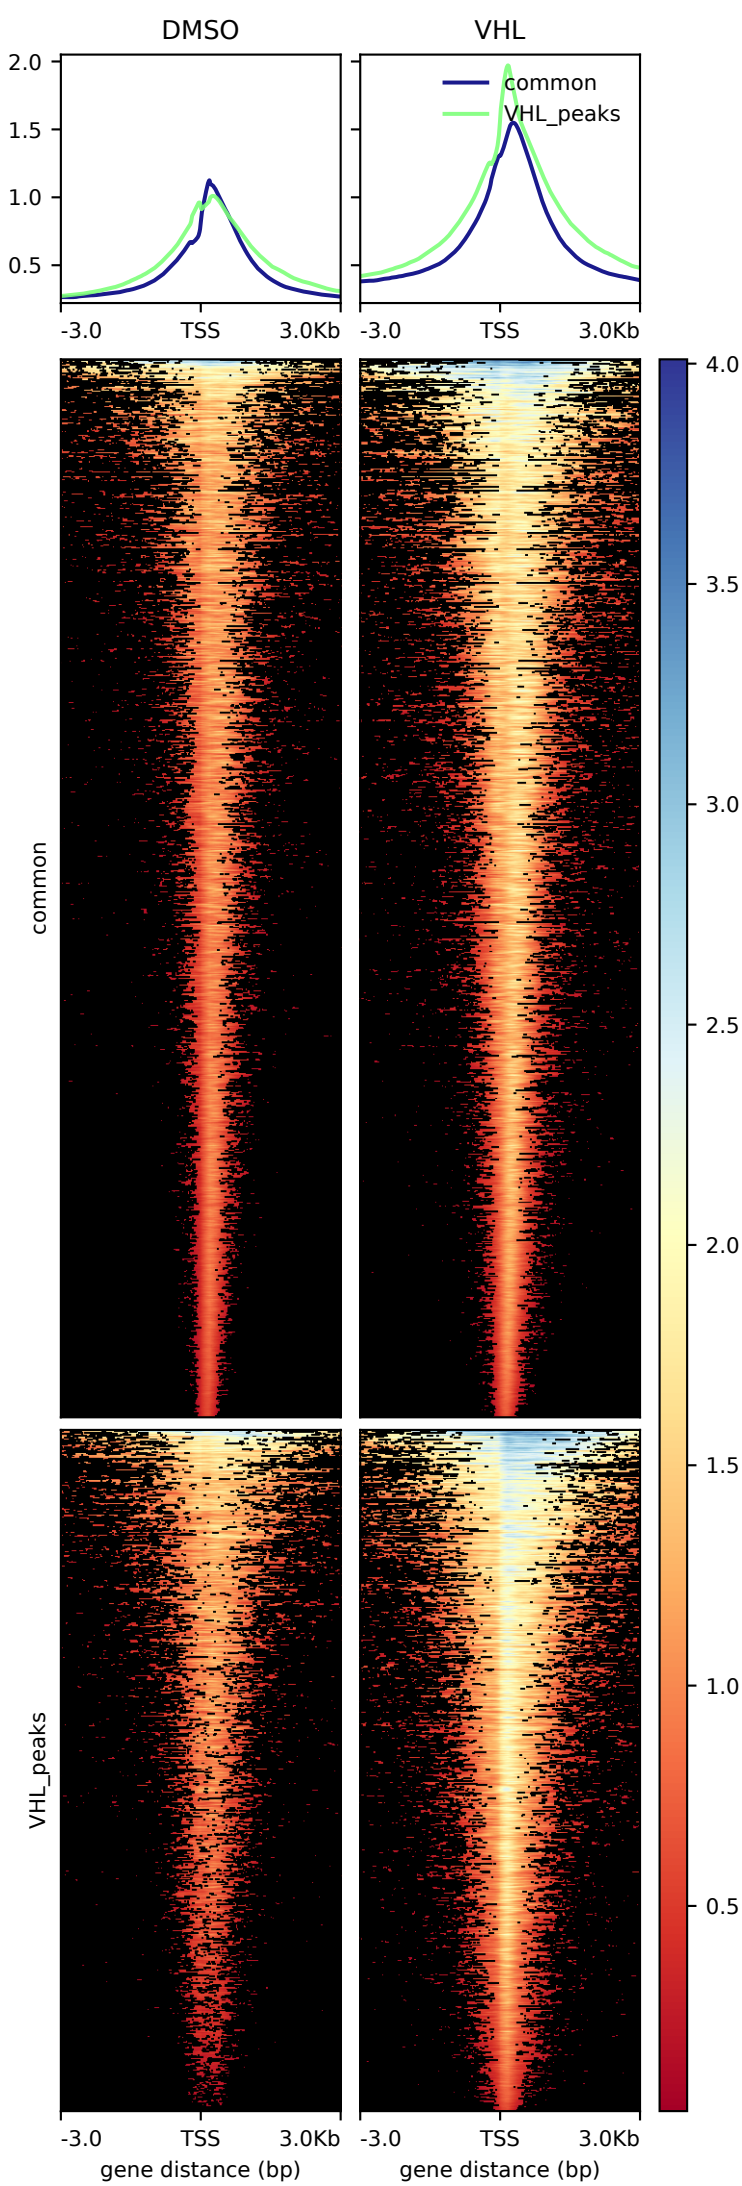 DMSO VHL
2.0
1.5
1.0
0.5
common
VHL_peaks
-3.0 TSS 3.0Kb -3.0 TSS 3.0Kb
common
VHL_peaks
4.0
3.5
3.0
2.5
2.0
1.5
1.0
0.5
-3.0 TSS 3.0Kb -3.0 TSS 3.0Kb
gene distance (bp) gene distance (bp)